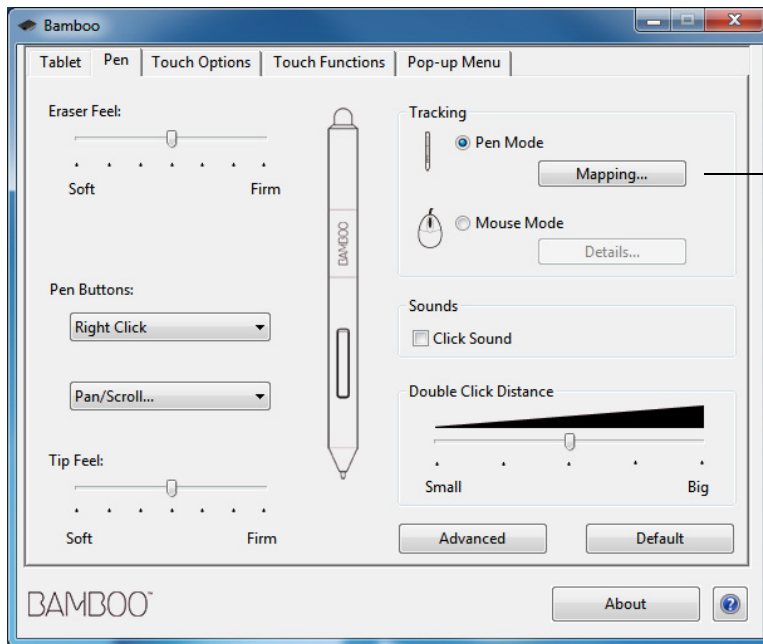 Bamboo
Tablet Pen Touch Options Touch Functions Pop-up Menu
Eraser Feel:
Soft Firm
Pen Buttons:
Right Click
Pan/Scroll...
Tip Feel:
Soft Firm
BAMBOO
Tracking
Pen Mode
Mapping...
Mouse Mode
Details...
Sounds
Click Sound
Double Click Distance
Small Big
Advanced Default
BAMBOO™
About ?